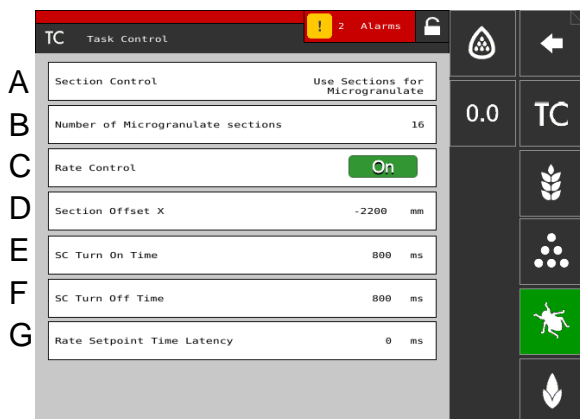 TC Task Control ! 2 Alarms
A Section Control Use Sections for
Microgranulate
B Number of Microgranulate sections 16
C Rate Control On
D Section Offset X -2200 mm
E SC Turn On Time 800 ms
F SC Turn Off Time 800 ms
G Rate Setpoint Time Latency 0 ms
0.0 TC